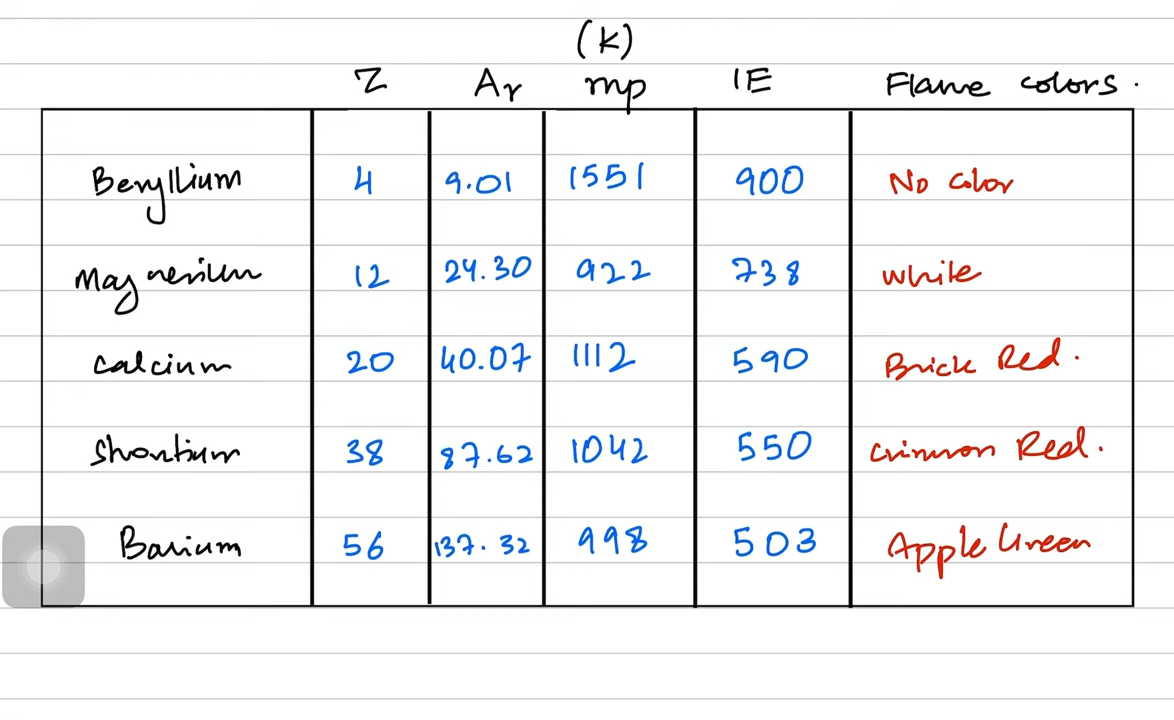 (K)
Z Ar mp IE Flame colors.
Beryllium 4 9.01 1551 900 No color
Magnesium 12 24.30 922 738 white
Calcium 20 40.07 1112 590 Brick Red.
Strontium 38 87.62 1042 550 Crimson Red.
Barium 56 137.32 998 503 Apple Green